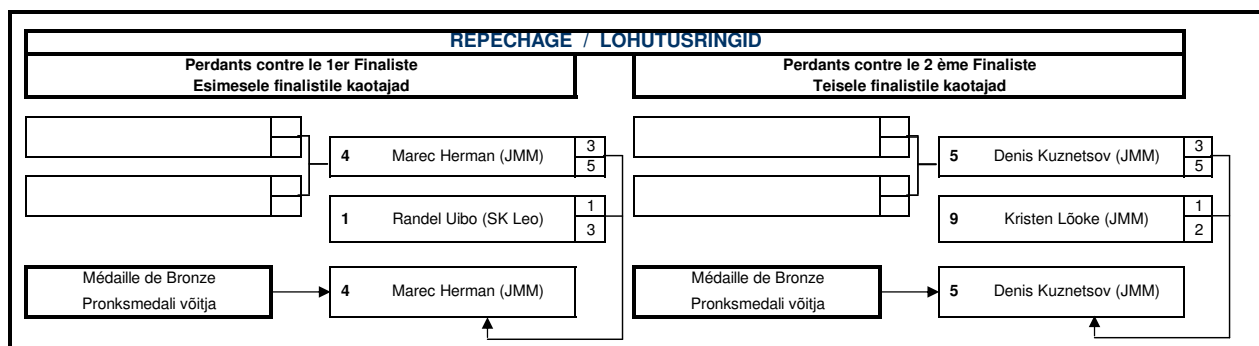 REPECHAGE / LOHUTUSRINGID
Perdants contre le 1er Finaliste
Esimesele finalistile kaotajad
Perdants contre le 2 ème Finaliste
Teisele finalistile kaotajad
4 Marec Herman (JMM) 3
5
1 Randel Uibo (SK Leo) 1
3
Médaille de Bronze
Pronksmedali võitja
4 Marec Herman (JMM)
5 Denis Kuznetsov (JMM) 3
5
9 Kristen Lõoke (JMM) 1
2
Médaille de Bronze
Pronksmedali võitja
5 Denis Kuznetsov (JMM)